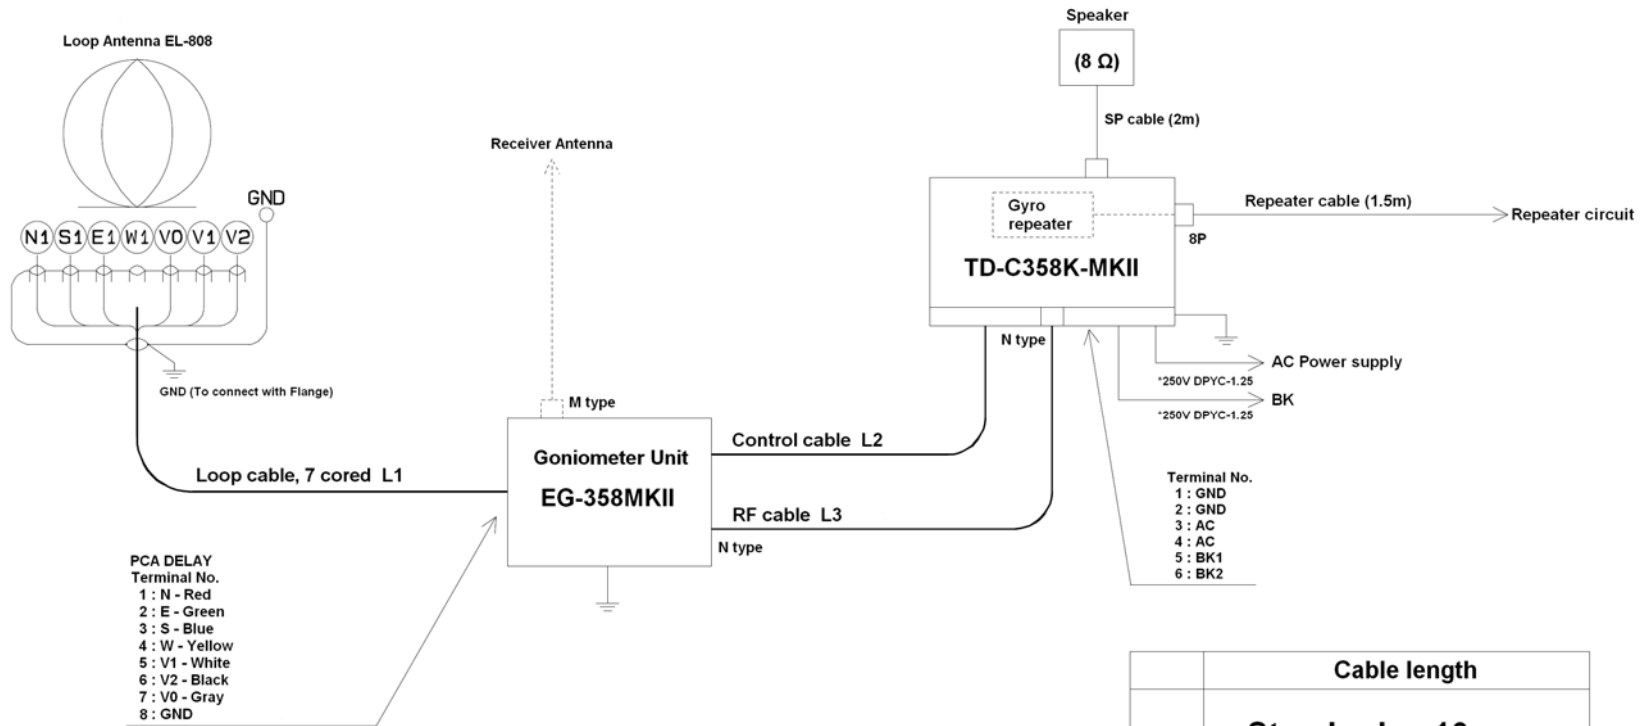 Speaker
(8 Ω)
SP cable (2m)
Loop Antenna EL-808
Receiver Antenna
GND
N1 S1 E1 W1 V0 V1 V2
Gyro
repeater
Repeater cable (1.5m)
Repeater circuit
8P
TD-C358K-MKII
N type
AC Power supply
*250V DPYC-1.25
BK
*250V DPYC-1.25
GND (To connect with Flange)
M type
Control cable L2
Goniometer Unit
EG-358MKII
Loop cable, 7 cored L1
RF cable L3
N type
Terminal No.
1 : GND
2 : GND
3 : AC
4 : AC
5 : BK1
6 : BK2
PCA DELAY
Terminal No.
1 : N - Red
2 : E - Green
3 : S - Blue
4 : W - Yellow
5 : V1 - White
6 : V2 - Black
7 : V0 - Gray
8 : GND
Cable length